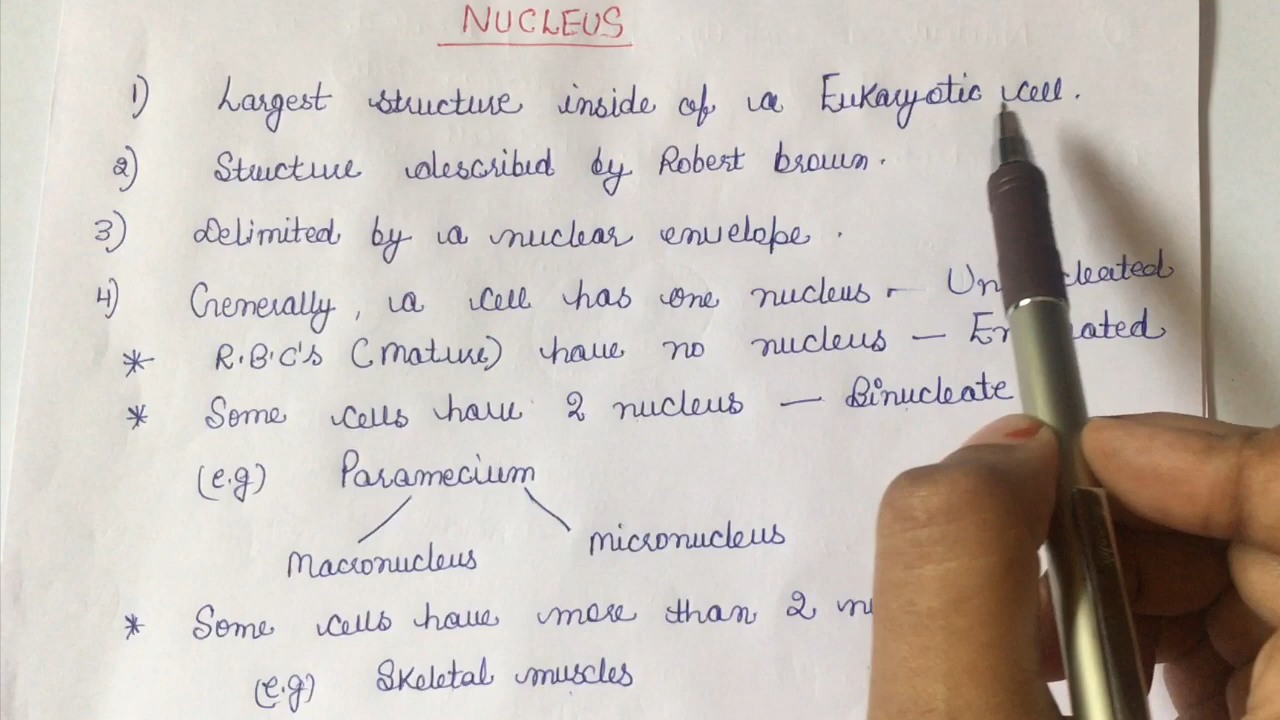 NUCLEUS
1) Largest structure inside of a Eukaryotic cell.
2) Structure described by Robert brown.
3) Delimited by a nuclear envelope.
4) Generally, a cell has one nucleus -
* R.B.C's (mature) have no nucleus —
* Some cells have 2 nucleus — Binucleate
(e.g) Paramecium
Macronucleus micronucleus
* Some cells have more than 2
(e.g) Skeletal muscles